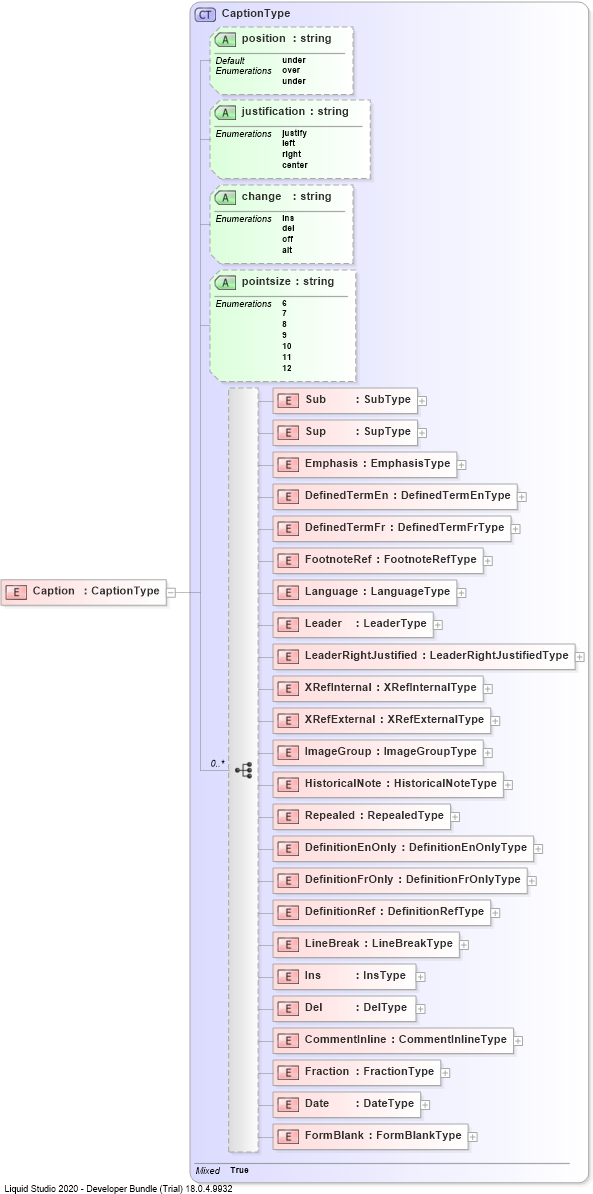 CT CaptionType
A position : string
Default under
Enumerations over
under
A justification : string
Enumerations justify
left
right
center
A change : string
Enumerations ins
del
off
alt
A pointsize : string
Enumerations 6
7
8
9
10
11
12
E Sub : SubType
E Sup : SupType
E Emphasis : EmphasisType
E DefinedTermEn : DefinedTermEnType
E DefinedTermFr : DefinedTermFrType
E FootnoteRef : FootnoteRefType
E Caption : CaptionType
E Language : LanguageType
E Leader : LeaderType
E LeaderRightJustified : LeaderRightJustifiedType
E XRefInternal : XRefInternalType
E XRefExternal : XRefExternalType
E ImageGroup : ImageGroupType
0..*
E HistoricalNote : HistoricalNoteType
E Repealed : RepealedType
E DefinitionEnOnly : DefinitionEnOnlyType
E DefinitionFrOnly : DefinitionFrOnlyType
E DefinitionRef : DefinitionRefType
E LineBreak : LineBreakType
E Ins : InsType
E Del : DelType
E CommentInline : CommentInlineType
E Fraction : FractionType
E Date : DateType
E FormBlank : FormBlankType
Mixed True
Liquid Studio 2020 - Developer Bundle (Trial) 18.0.4.9932